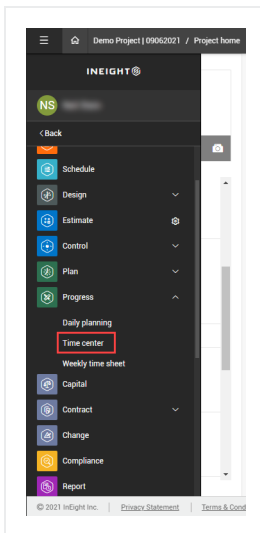 Demo Project | 09062021 / Project home
INEIGHT
NS
< Back
Schedule
Design
Estimate
Control
Plan
Progress
Daily planning
Time center
Weekly time sheet
Capital
Contract
Change
Compliance
Report
© 2021 InEight Inc. | Privacy Statement | Terms & Cond